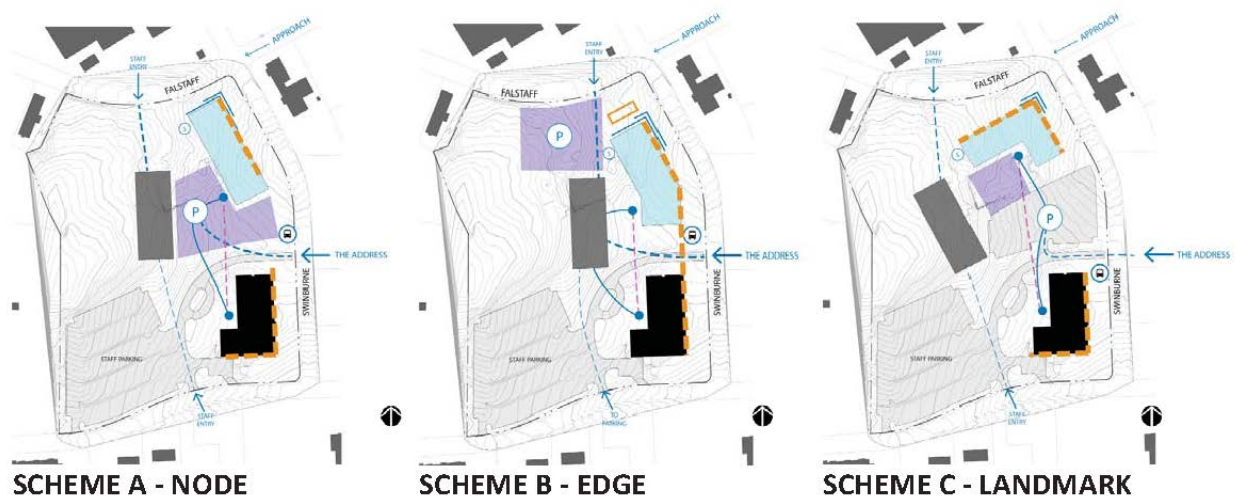 APPROACH
STAFF
ENTRY
FALSTAFF
S
P
THE ADDRESS
SWINBURNE
STAFF PARKING
STAFF
ENTRY
SCHEME A - NODE
APPROACH
STAFF
ENTRY
FALSTAFF
P
S
THE ADDRESS
SWINBURNE
STAFF PARKING
TO
PARKING
SCHEME B - EDGE
APPROACH
STAFF
ENTRY
FALSTAFF
S
P
THE ADDRESS
SWINBURNE
STAFF PARKING
STAFF
ENTRY
SCHEME C - LANDMARK